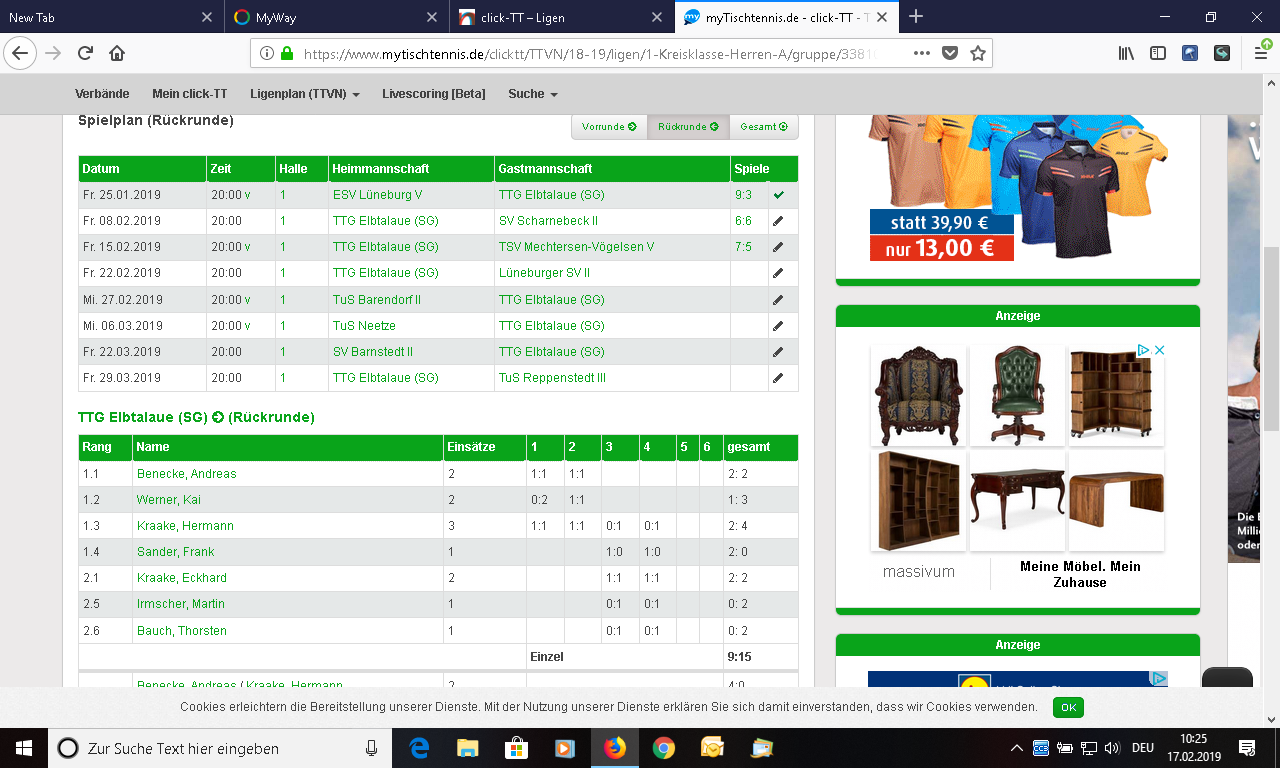 New Tab
MyWay
click-TT – Ligen
myTischtennis.de - click-TT - T
https://www.mytischtennis.de/clicktt/TTVN/18-19/ligen/1-Kreisklasse-Herren-A/gruppe/3381
Verbände Mein click-TT Ligenplan (TTVN) Livescoring [Beta] Suche
Spielplan (Rückrunde)
Vorrunde Rückrunde Gesamt
Datum Zeit Halle Heimmannschaft Gastmannschaft Spiele
Fr. 25.01.2019 20:00 v 1 ESV Lüneburg V TTG Elbtalaue (SG) 9:3
Fr. 08.02.2019 20:00 1 TTG Elbtalaue (SG) SV Scharnebeck II 6:6
Fr. 15.02.2019 20:00 v 1 TTG Elbtalaue (SG) TSV Mechtersen-Vögelsen V 7:5
Fr. 22.02.2019 20:00 1 TTG Elbtalaue (SG) Lüneburger SV II
Mi. 27.02.2019 20:00 v 1 TuS Barendorf II TTG Elbtalaue (SG)
Mi. 06.03.2019 20:00 v 1 TuS Neetze TTG Elbtalaue (SG)
Fr. 22.03.2019 20:00 1 SV Barnstedt II TTG Elbtalaue (SG)
Fr. 29.03.2019 20:00 1 TTG Elbtalaue (SG) TuS Reppenstedt III
TTG Elbtalaue (SG) (Rückrunde)
Rang Name Einsätze 1 2 3 4 5 6 gesamt
1.1 Benecke, Andreas 2 1:1 1:1 2: 2
1.2 Werner, Kai 2 0:2 1:1 1: 3
1.3 Kraake, Hermann 3 1:1 1:1 0:1 0:1 2: 4
1.4 Sander, Frank 1 1:0 1:0 2: 0
2.1 Kraake, Eckhard 2 1:1 1:1 2: 2
2.5 Irmscher, Martin 1 0:1 0:1 0: 2
2.6 Bauch, Thorsten 1 0:1 0:1 0: 2
Einzel 9:15
Benecke, Andreas / Kraake, Hermann 2 4:0
statt 39,90 €
nur 13,00 €
Anzeige
massivum
Meine Möbel. Mein
Zuhause
Anzeige
Die
Milli
oder
Cookies erleichtern die Bereitstellung unserer Dienste. Mit der Nutzung unserer Dienste erklären Sie sich damit einverstanden, dass wir Cookies verwenden. OK
Zur Suche Text hier eingeben
DEU
10:25
17.02.2019